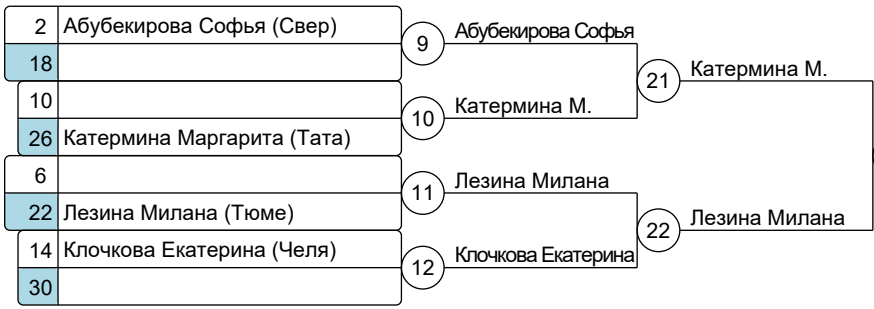 2 Абубекирова Софья (Свер)
9 Абубекирова Софья
18
21 Катермина М.
10
10 Катермина М.
26 Катермина Маргарита (Тата)
6
11 Лезина Милана
22 Лезина Милана (Тюме)
22 Лезина Милана
14 Клочкова Екатерина (Челя)
12 Клочкова Екатерина
30